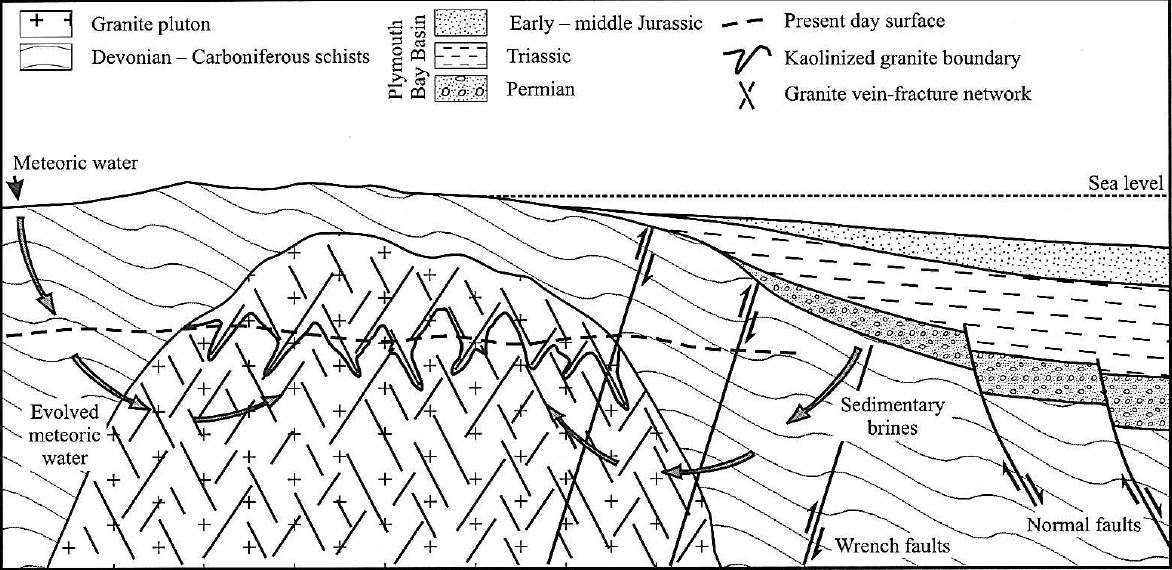 Granite pluton
Devonian – Carboniferous schists
Plymouth
Bay Basin
Early – middle Jurassic
Triassic
Permian
Present day surface
Kaolinized granite boundary
Granite vein-fracture network
Meteoric water
Sea level
Evolved
meteoric
water
Sedimentary
brines
Normal faults
Wrench faults